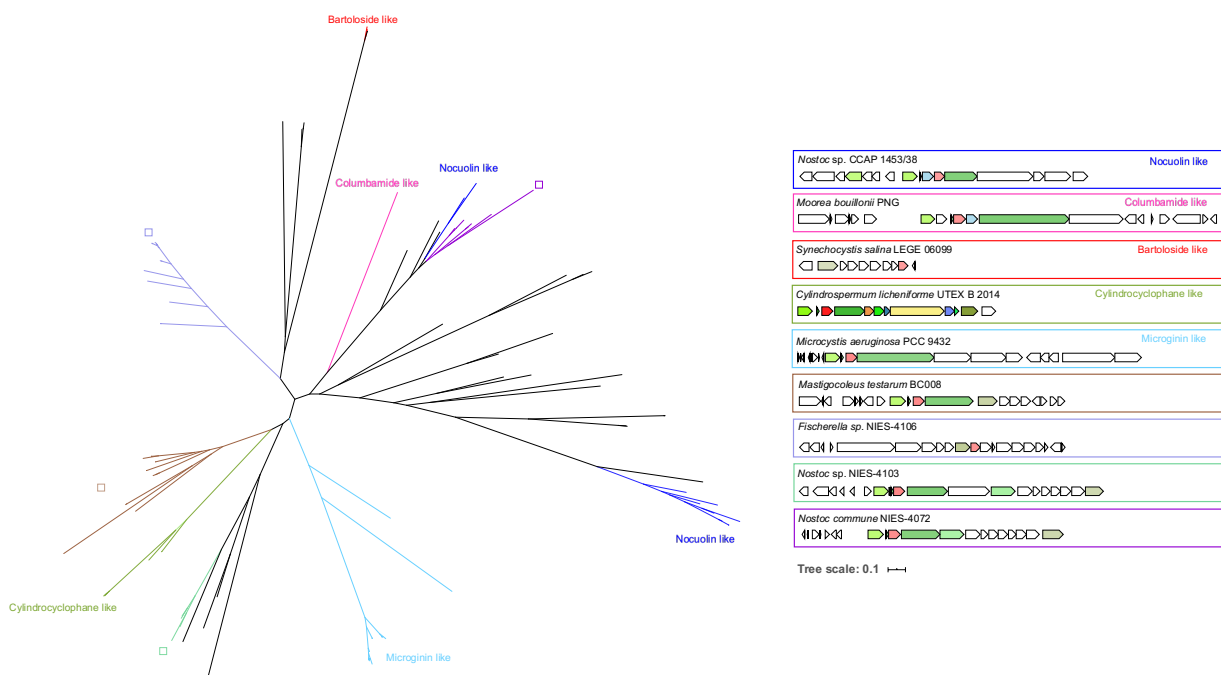 Bartoloside like
Nocuolin like
Columbamide like
Nocuolin like
Cylindrocyclophane like
Microginin like
Nostoc sp. CCAP 1453/38
Nocuolin like
Moorea bouillonii PNG
Columbamide like
Synechocystis salina LEGE 06099
Bartoloside like
Cylindrospermum licheniforme UTEX B 2014
Cylindrocyclophane like
Microcystis aeruginosa PCC 9432
Microginin like
Mastigocoleus testarum BC008
Fischerella sp. NIES-4106
Nostoc sp. NIES-4103
Nostoc commune NIES-4072
Tree scale: 0.1